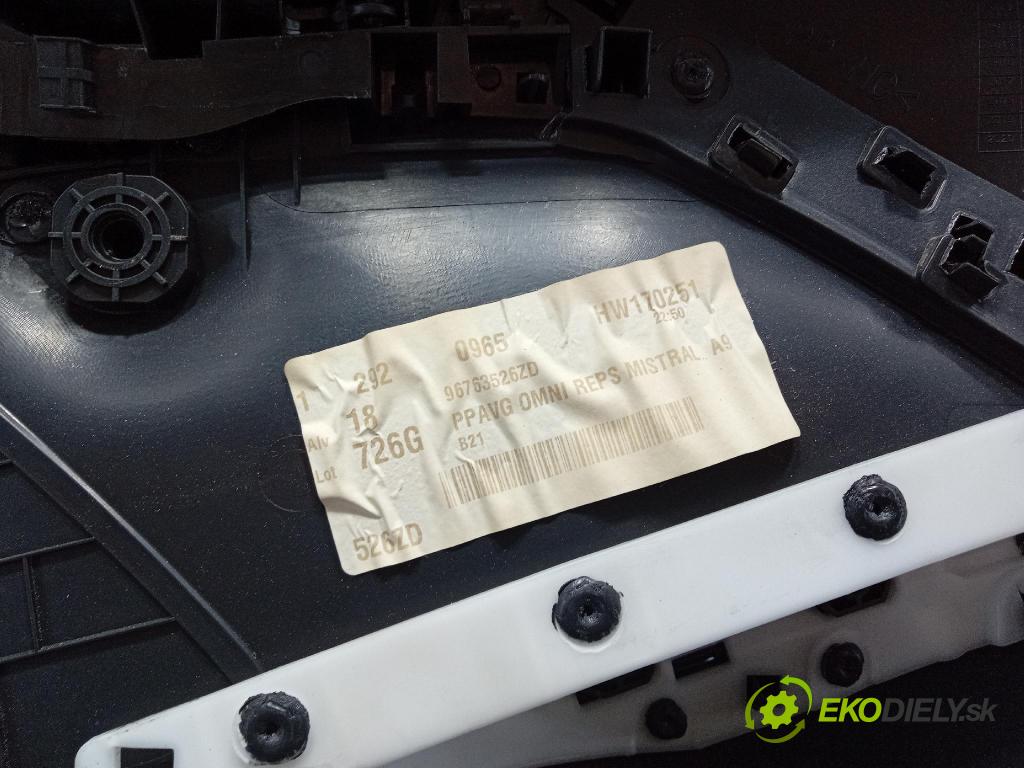 1 292 0965 HW170251
22:50
Alv 18 96763526ZD
Lot 726G PPAVG OMNI REPS MISTRAL.. A9
B21
526ZD
EKODIELY.sk